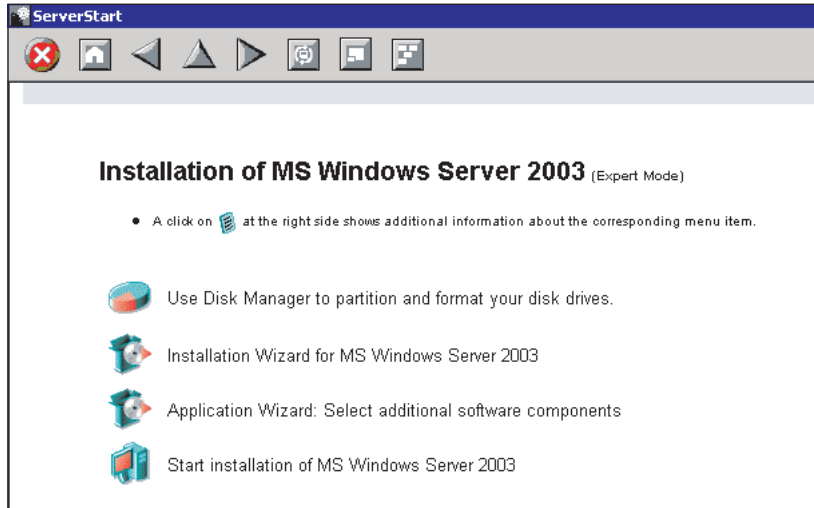 ServerStart
Installation of MS Windows Server 2003 (Expert Mode)
• A click on at the right side shows additional information about the corresponding menu item.
Use Disk Manager to partition and format your disk drives.
Installation Wizard for MS Windows Server 2003
Application Wizard: Select additional software components
Start installation of MS Windows Server 2003